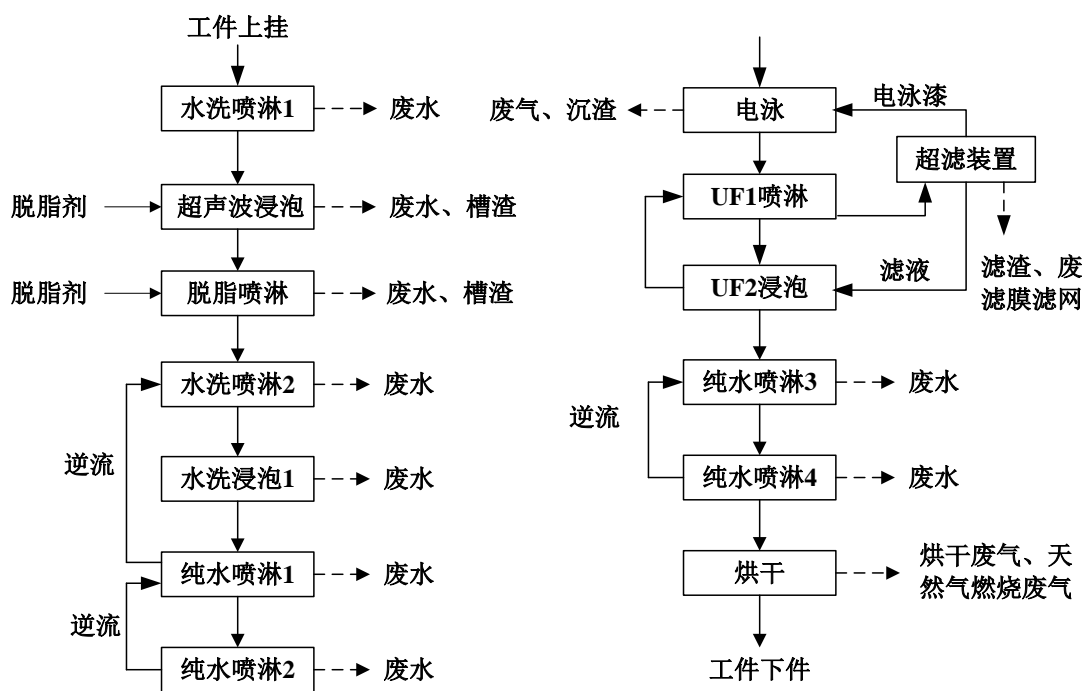 工件上挂
水洗喷淋1
废水
脱脂剂
超声波浸泡
废水、槽渣
脱脂剂
脱脂喷淋
废水、槽渣
水洗喷淋2
废水
逆流
水洗浸泡1
废水
纯水喷淋1
废水
逆流
纯水喷淋2
废水
废气、沉渣
电泳
电泳漆
超滤装置
UF1喷淋
滤液
滤渣、废
滤膜滤网
UF2浸泡
纯水喷淋3
废水
逆流
纯水喷淋4
废水
烘干
烘干废气、天
然气燃烧废气
工件下件